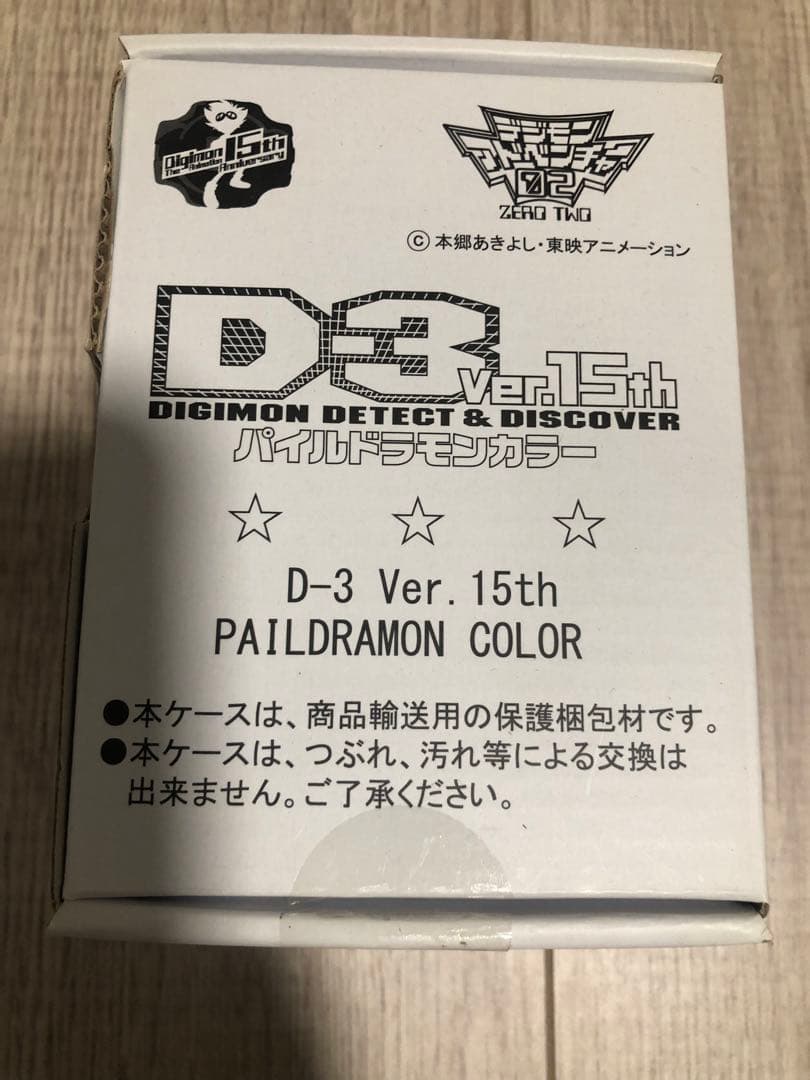 Digimon 15th
The Animation Anniversary
デジモン
アドベンチャー
02
ZERO TWO
©本郷あきよし・東映アニメーション
D-3 Ver.15th
DIGIMON DETECT & DISCOVER
パイルドラモンカラー
☆ ☆ ☆
D-3 Ver.15th
PAILDRAMON COLOR
●本ケースは、商品輸送用の保護梱包材です。
●本ケースは、つぶれ、汚れ等による交換は
出来ません。ご了承ください。